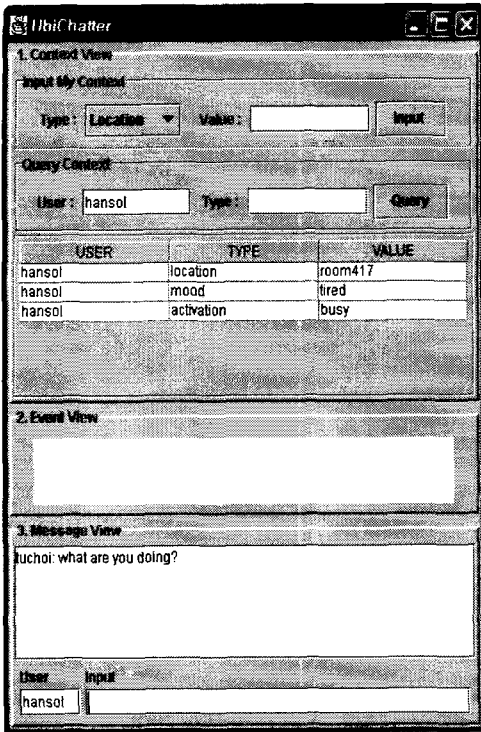 UbiChatter
1. Context View
Input My Context
Type : Location Value : Input
Query Context
User : hansol Type : Query
USER TYPE VALUE
hansol location room417
hansol mood tired
hansol activation busy
2. Event View
3. Message View
tuchoi: what are you doing?
User Input
hansol